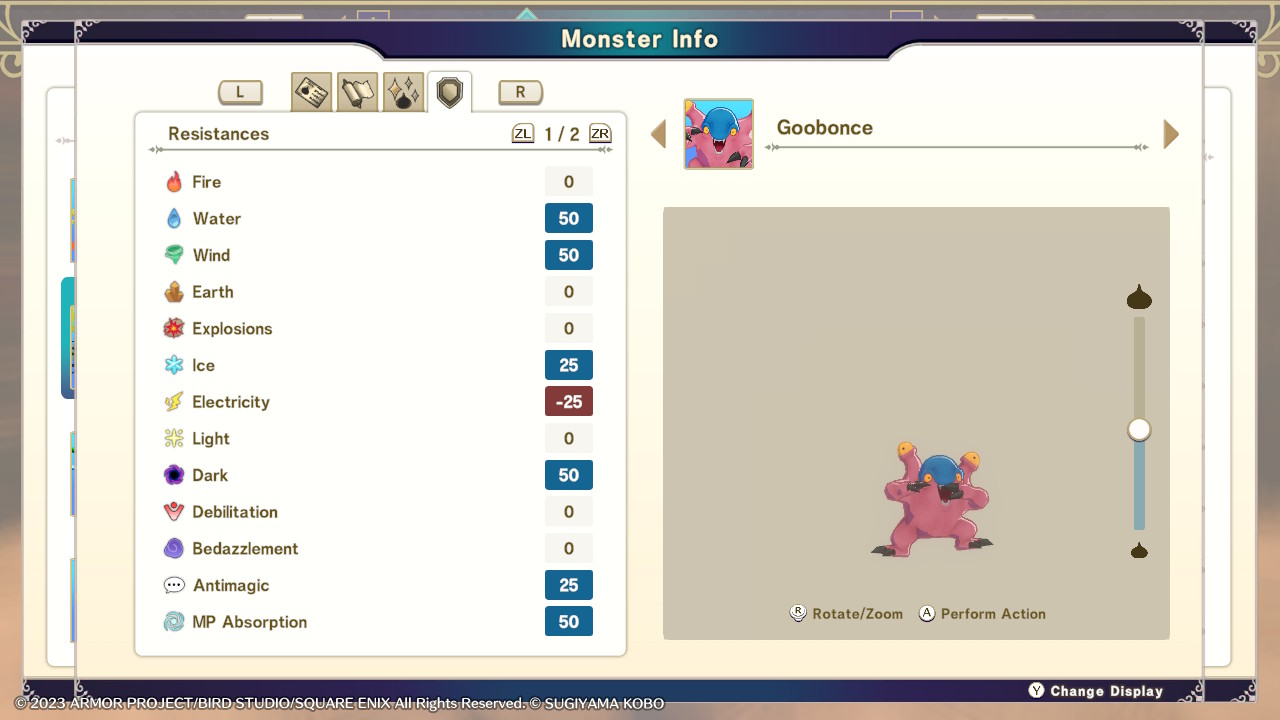 Monster Info
L
R
Resistances
ZL 1 / 2 ZR
Fire 0
Water 50
Wind 50
Earth 0
Explosions 0
Ice 25
Electricity -25
Light 0
Dark 50
Debilitation 0
Bedazzlement 0
Antimagic 25
MP Absorption 50
Goobonce
R Rotate/Zoom A Perform Action
Y Change Display
© 2023 ARMOR PROJECT/BIRD STUDIO/SQUARE ENIX All Rights Reserved. © SUGIYAMA KOBO